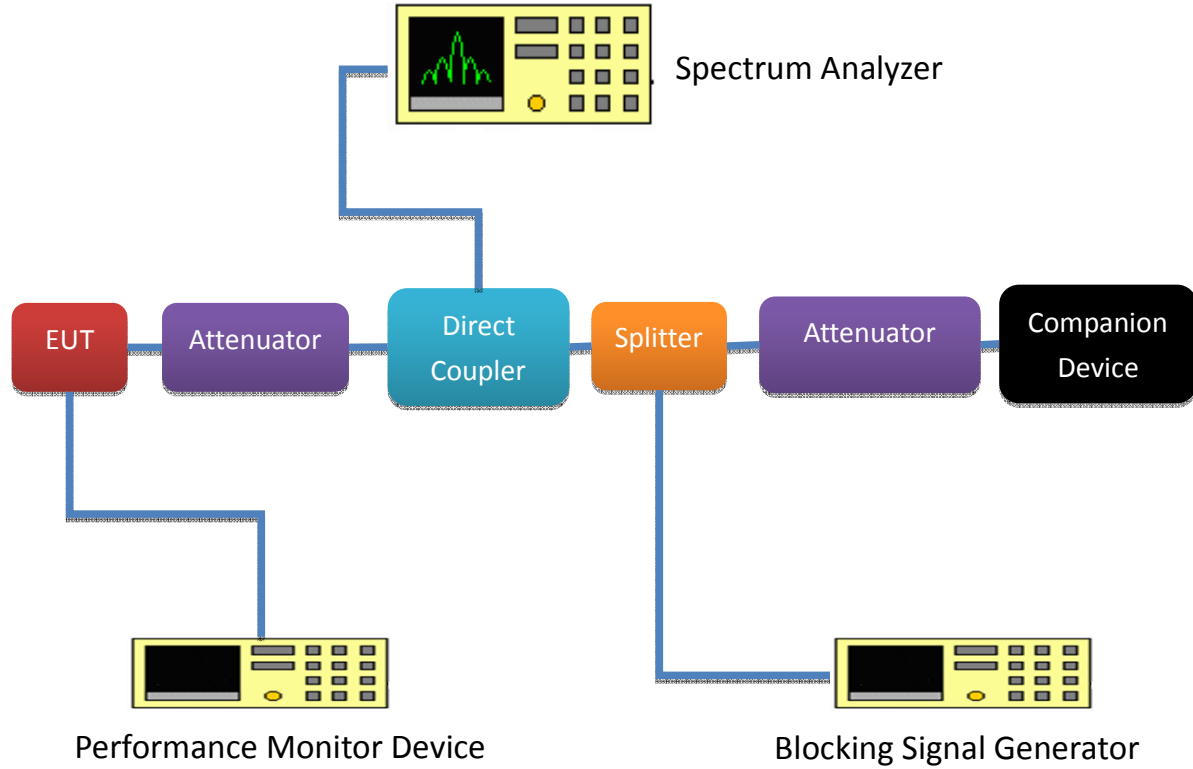 Spectrum Analyzer
EUT
Attenuator
Direct
Coupler
Splitter
Attenuator
Companion
Device
Performance Monitor Device
Blocking Signal Generator